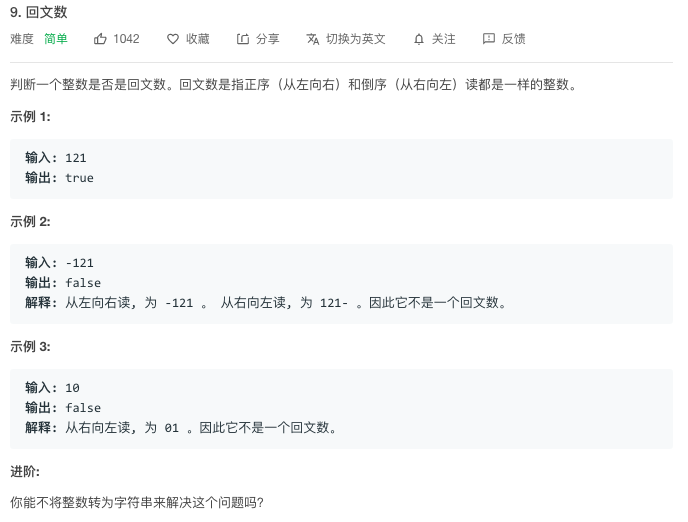 9. 回文数
难度 简单 1042 收藏 分享 切换为英文 关注 反馈
判断一个整数是否是回文数。回文数是指正序（从左向右）和倒序（从右向左）读都是一样的整数。
示例 1:
输入: 121
输出: true
示例 2:
输入: -121
输出: false
解释: 从左向右读, 为 -121 。 从右向左读, 为 121- 。因此它不是一个回文数。
示例 3:
输入: 10
输出: false
解释: 从右向左读, 为 01 。因此它不是一个回文数。
进阶:
你能不将整数转为字符串来解决这个问题吗?